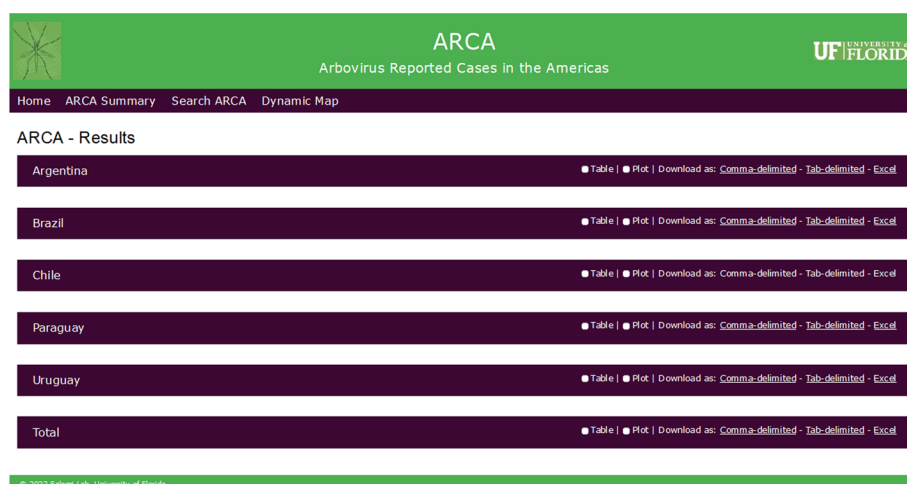 ARCA
Arbovirus Reported Cases in the Americas
UF UNIVERSITY
Home ARCA Summary Search ARCA Dynamic Map
ARCA - Results
Argentina Table | Plot | Download as: Comma-delimited - Tab-delimited - Excel
Brazil Table | Plot | Download as: Comma-delimited - Tab-delimited - Excel
Chile Table | Plot | Download as: Comma-delimited - Tab-delimited - Excel
Paraguay Table | Plot | Download as: Comma-delimited - Tab-delimited - Excel
Uruguay Table | Plot | Download as: Comma-delimited - Tab-delimited - Excel
Total Table | Plot | Download as: Comma-delimited - Tab-delimited - Excel
University of Florida